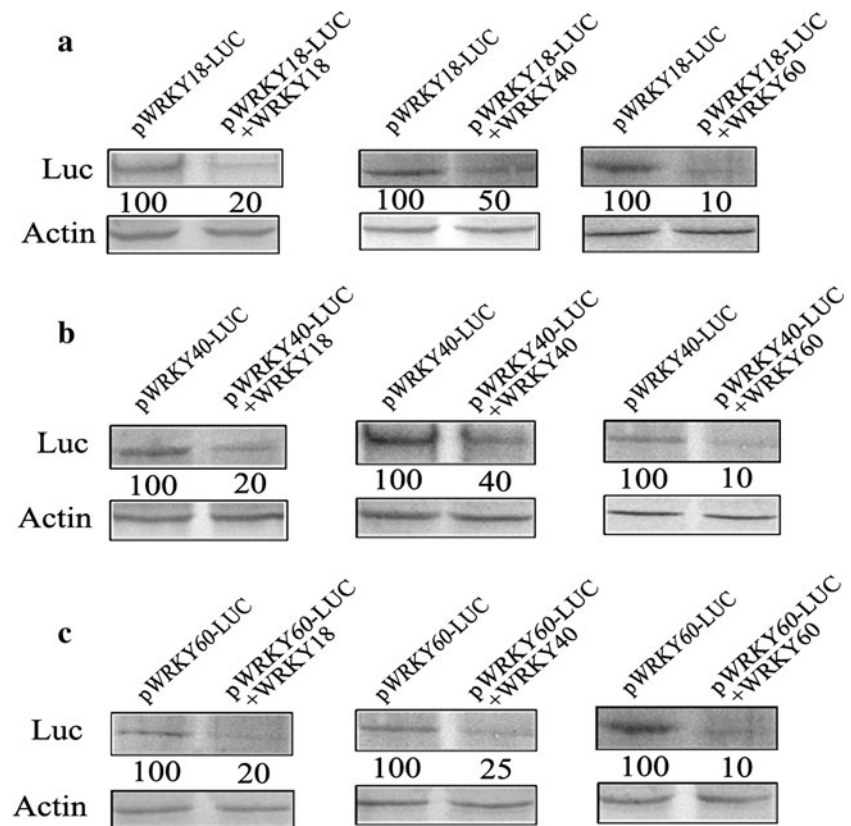 a
pWRKY18-LUC
pWRKY18-LUC
+WRKY18
pWRKY18-LUC
pWRKY18-LUC
+WRKY40
pWRKY18-LUC
pWRKY18-LUC
+WRKY60
Luc
100 20 100 50 100 10
Actin
b
pWRKY40-LUC
pWRKY40-LUC
+WRKY18
pWRKY40-LUC
pWRKY40-LUC
+WRKY40
pWRKY40-LUC
pWRKY40-LUC
+WRKY60
Luc
100 20 100 40 100 10
Actin
c
pWRKY60-LUC
pWRKY60-LUC
+WRKY18
pWRKY60-LUC
pWRKY60-LUC
+WRKY40
pWRKY60-LUC
pWRKY60-LUC
+WRKY60
Luc
100 20 100 25 100 10
Actin